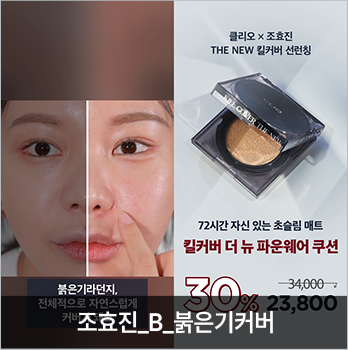 클리오 × 조효진
THE NEW 킬커버 선런칭
72시간 자신 있는 초슬림 매트
킬커버 더 뉴 파운웨어 쿠션
34,000
30% 23,800
붉은기라던지,
전체적으로 자연스럽게
조효진_B_붉은기커버